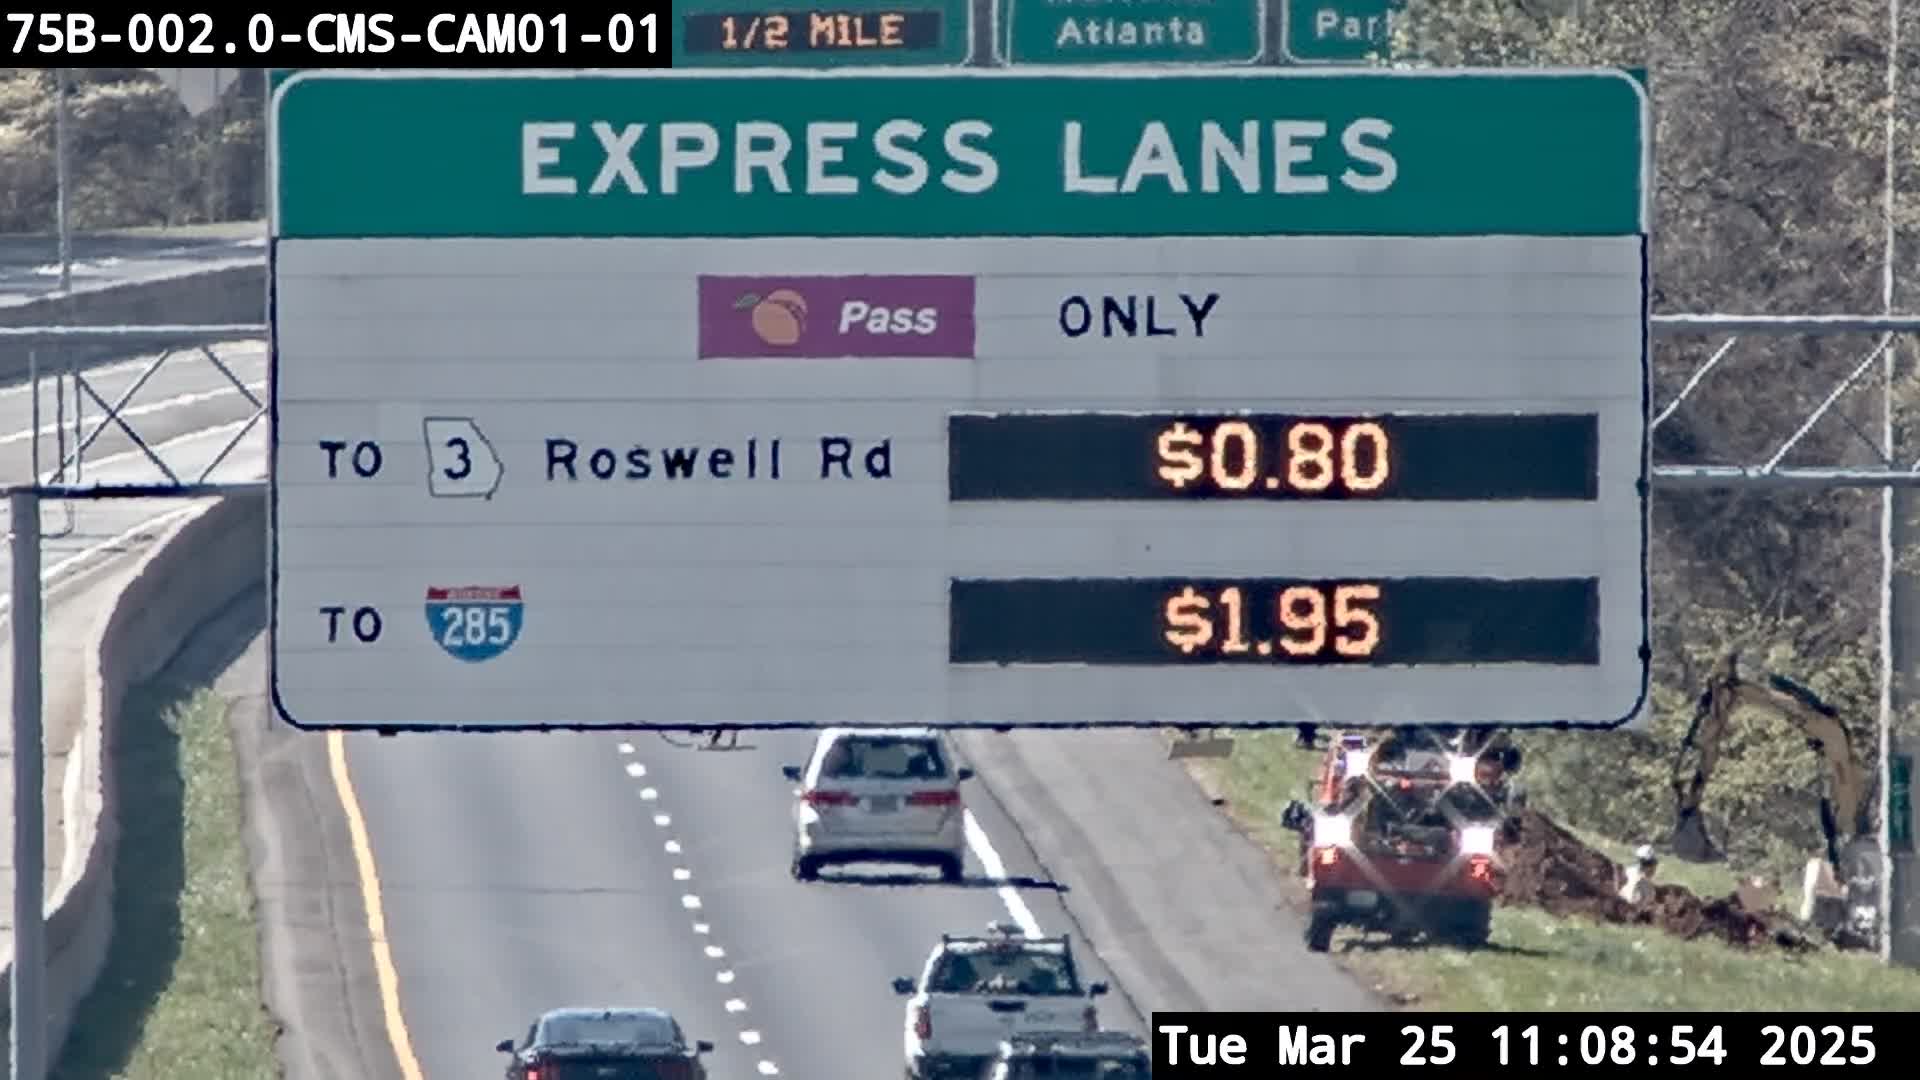 75B-002.0-CMS-CAM01-01
1/2 MILE
Atlanta
EXPRESS LANES
Pass ONLY
TO 3 Roswell Rd $0.80
TO 285 $1.95
Tue Mar 25 11:08:54 2025